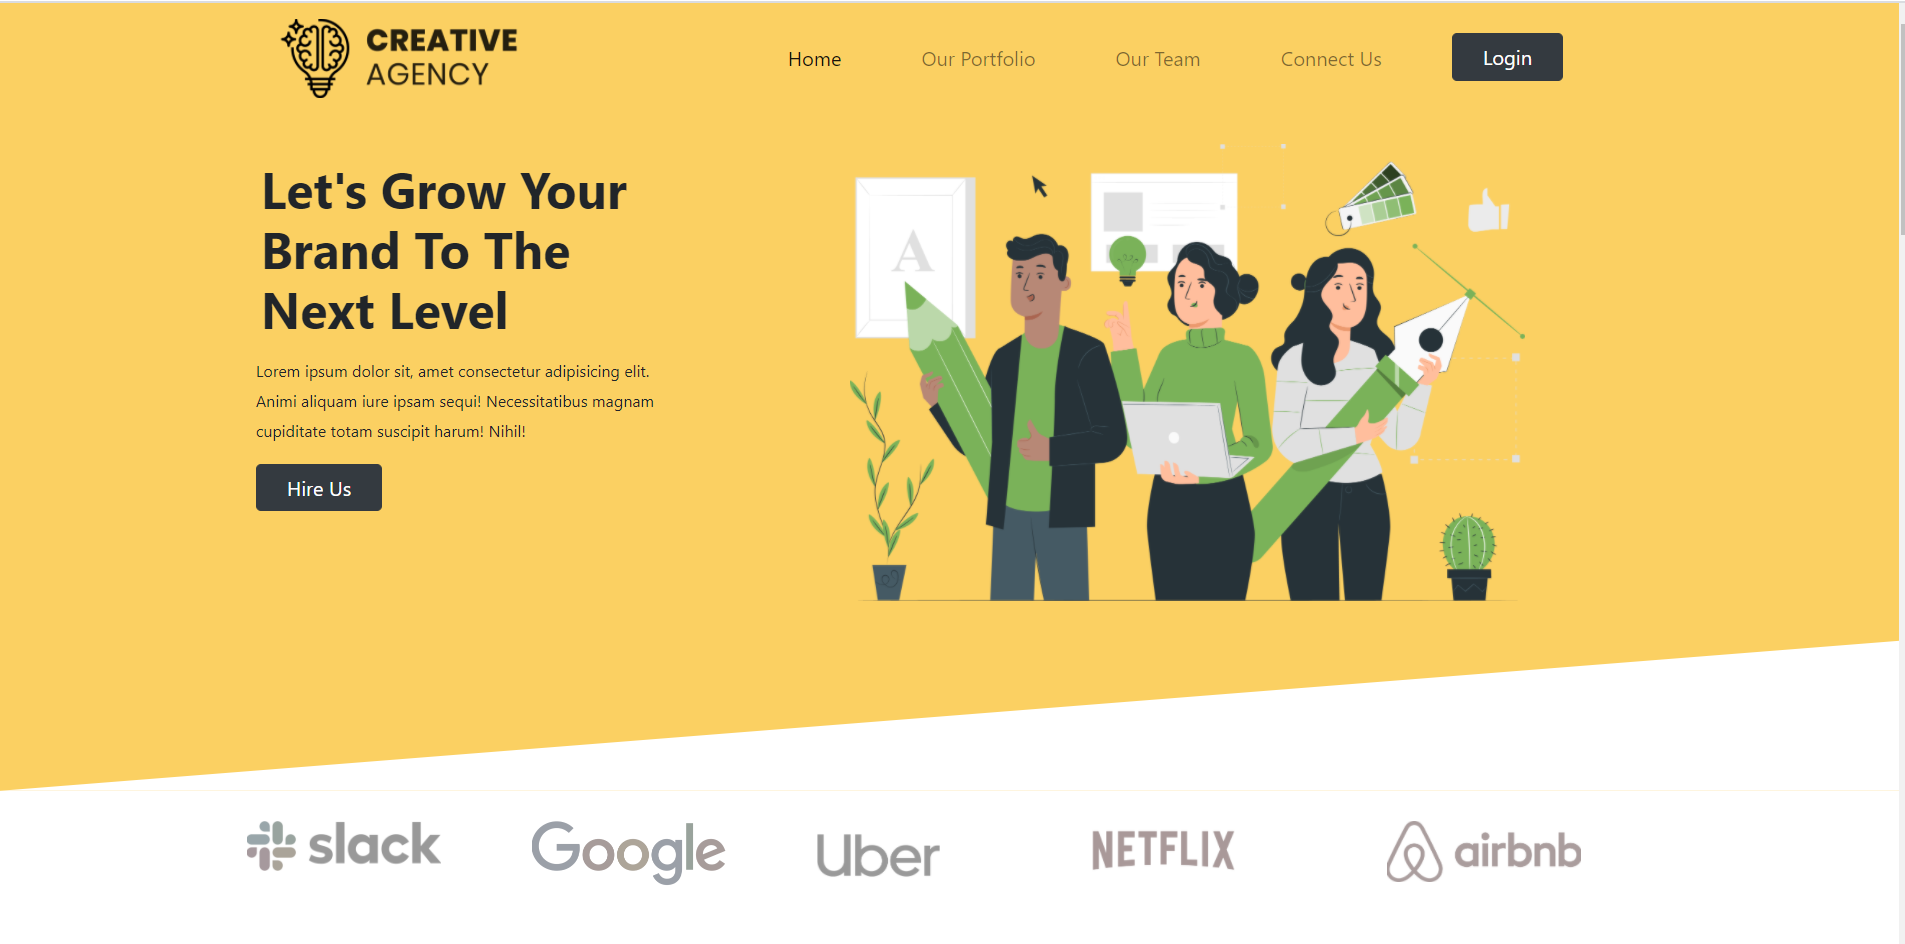 CREATIVE
AGENCY
Home
Our Portfolio
Our Team
Connect Us
Login
Let's Grow Your
Brand To The
Next Level
Lorem ipsum dolor sit, amet consectetur adipisicing elit.
Animi aliquam iure ipsam sequi! Necessitatibus magnam
cupiditate totam suscipit harum! Nihil!
Hire Us
A
slack
Google
Uber
NETFLIX
airbnb